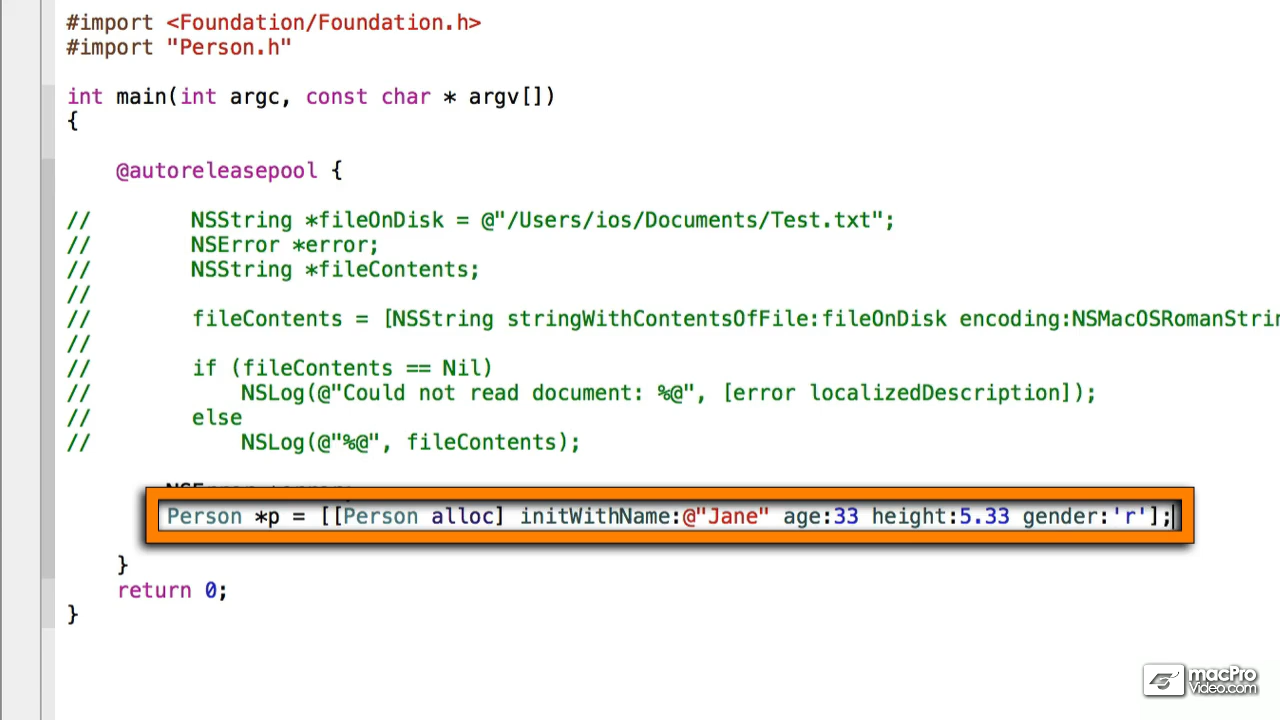 #import <Foundation/Foundation.h>
#import "Person.h"
int main(int argc, const char * argv[])
{
@autoreleasepool {
// NSString *fileOnDisk = @"/Users/ios/Documents/Test.txt";
// NSError *error;
// NSString *fileContents;
//
// fileContents = [NSString stringWithContentsOfFile:fileOnDisk encoding:NSMacOSRomanStrin
//
// if (fileContents == Nil)
// NSLog(@"Could not read document: %@", [error localizedDescription]);
// else
// NSLog(@"%@", fileContents);
Person *p = [[Person alloc] initWithName:@"Jane" age:33 height:5.33 gender:'r'];
}
return 0;
}
macPro
Video.com